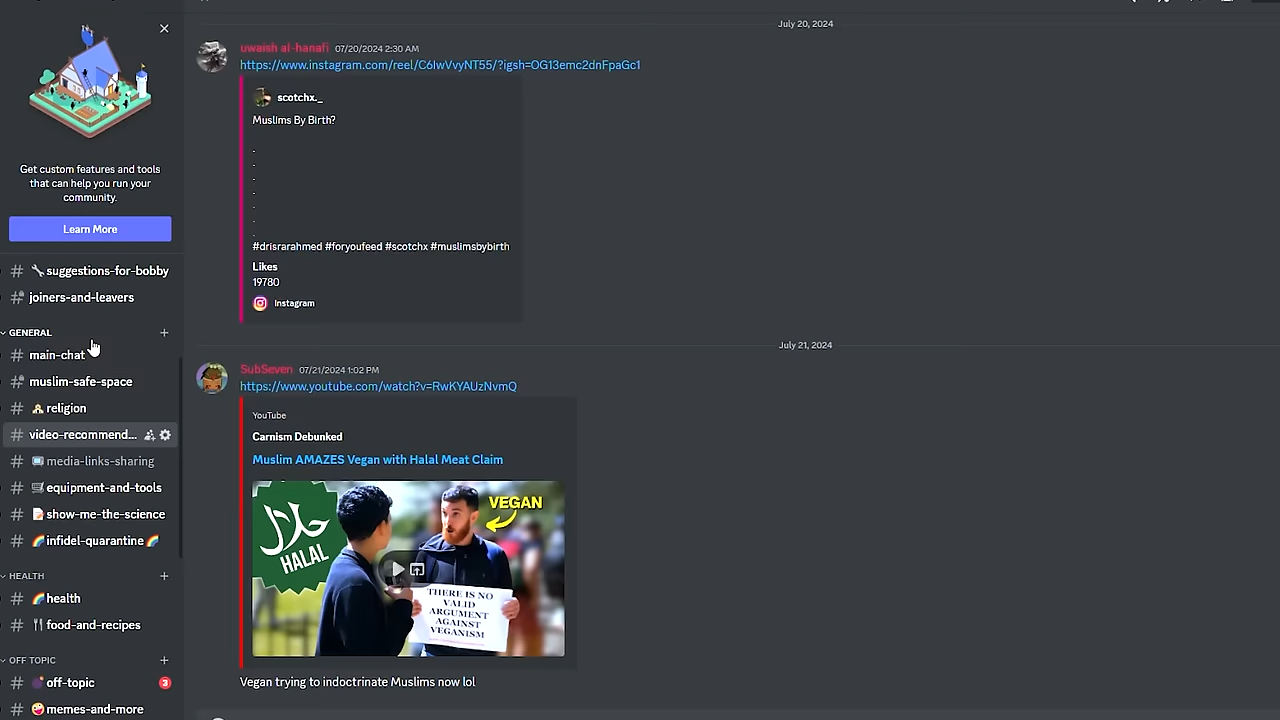 Get custom features and tools
that can help you run your
community.
Learn More
suggestions-for-bobby
joiners-and-leavers
GENERAL
main-chat
muslim-safe-space
religion
video-recommend...
media-links-sharing
equipment-and-tools
show-me-the-science
infidel-quarantine
HEALTH
health
food-and-recipes
OFF TOPIC
off-topic 3
memes-and-more
July 20, 2024
uwaish al-hanafi 07/20/2024 2:30 AM
https://www.instagram.com/reel/C6IwVvyNT55/?igsh=OG13emc2dnFpaGc1
scotchx._
Muslims By Birth?
.
.
.
.
.
.
.
#drisrarahmed #foryoufeed #scotchx #muslimsbybirth
Likes
19780
Instagram
July 21, 2024
SubSeven 07/21/2024 1:02 PM
https://www.youtube.com/watch?v=RwKYAUzNvmQ
YouTube
Carnism Debunked
Muslim AMAZES Vegan with Halal Meat Claim
حلال
HALAL
VEGAN
THERE IS NO
VALID
ARGUMENT
AGAINST
VEGANISM
Vegan trying to indoctrinate Muslims now lol